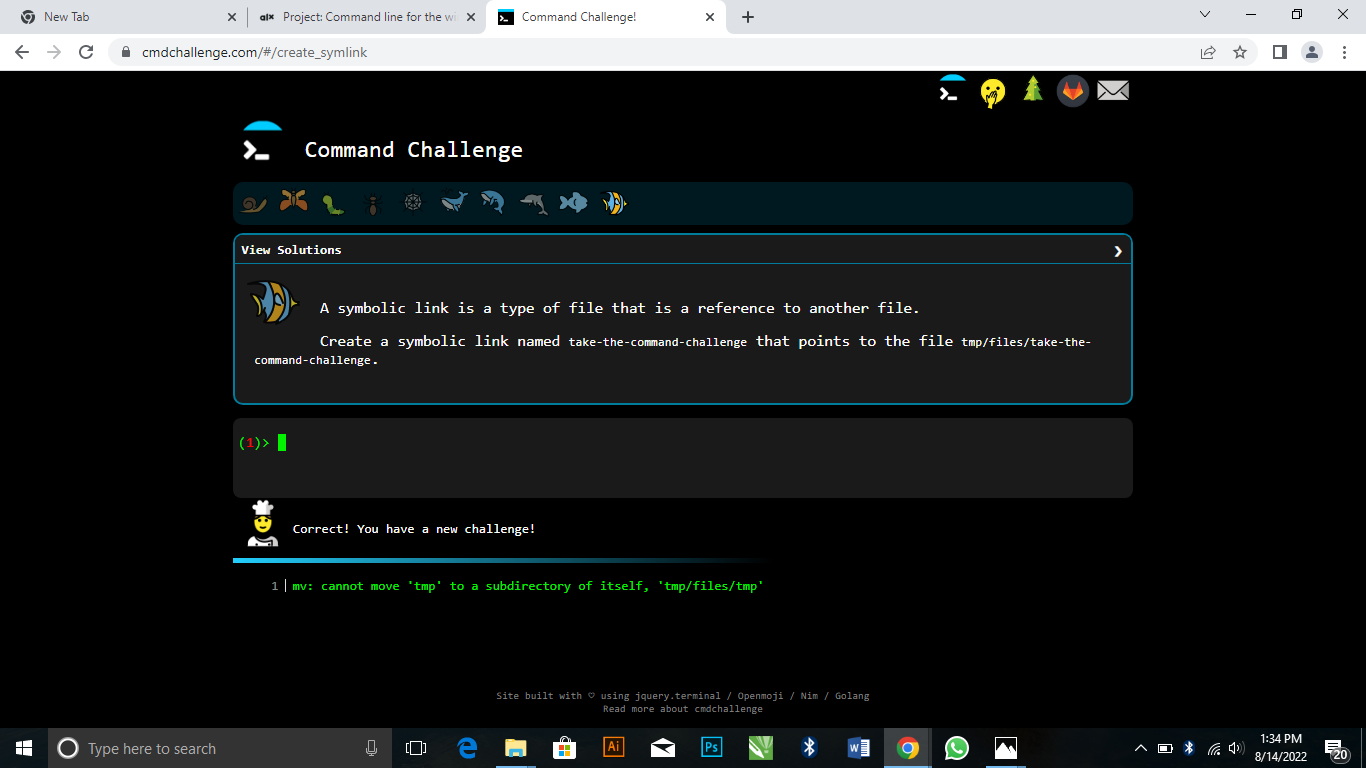 New Tab
alx Project: Command line for the wi
Command Challenge!
cmdchallenge.com/#/create_symlink
Command Challenge
View Solutions
A symbolic link is a type of file that is a reference to another file.
Create a symbolic link named take-the-command-challenge that points to the file tmp/files/take-the-
command-challenge.
(1)>
Correct! You have a new challenge!
1 mv: cannot move 'tmp' to a subdirectory of itself, 'tmp/files/tmp'
Site built with ♡ using jquery.terminal / Openmoji / Nim / Golang
Read more about cmdchallenge
Type here to search
Ai
Ps
1:34 PM
8/14/2022
20